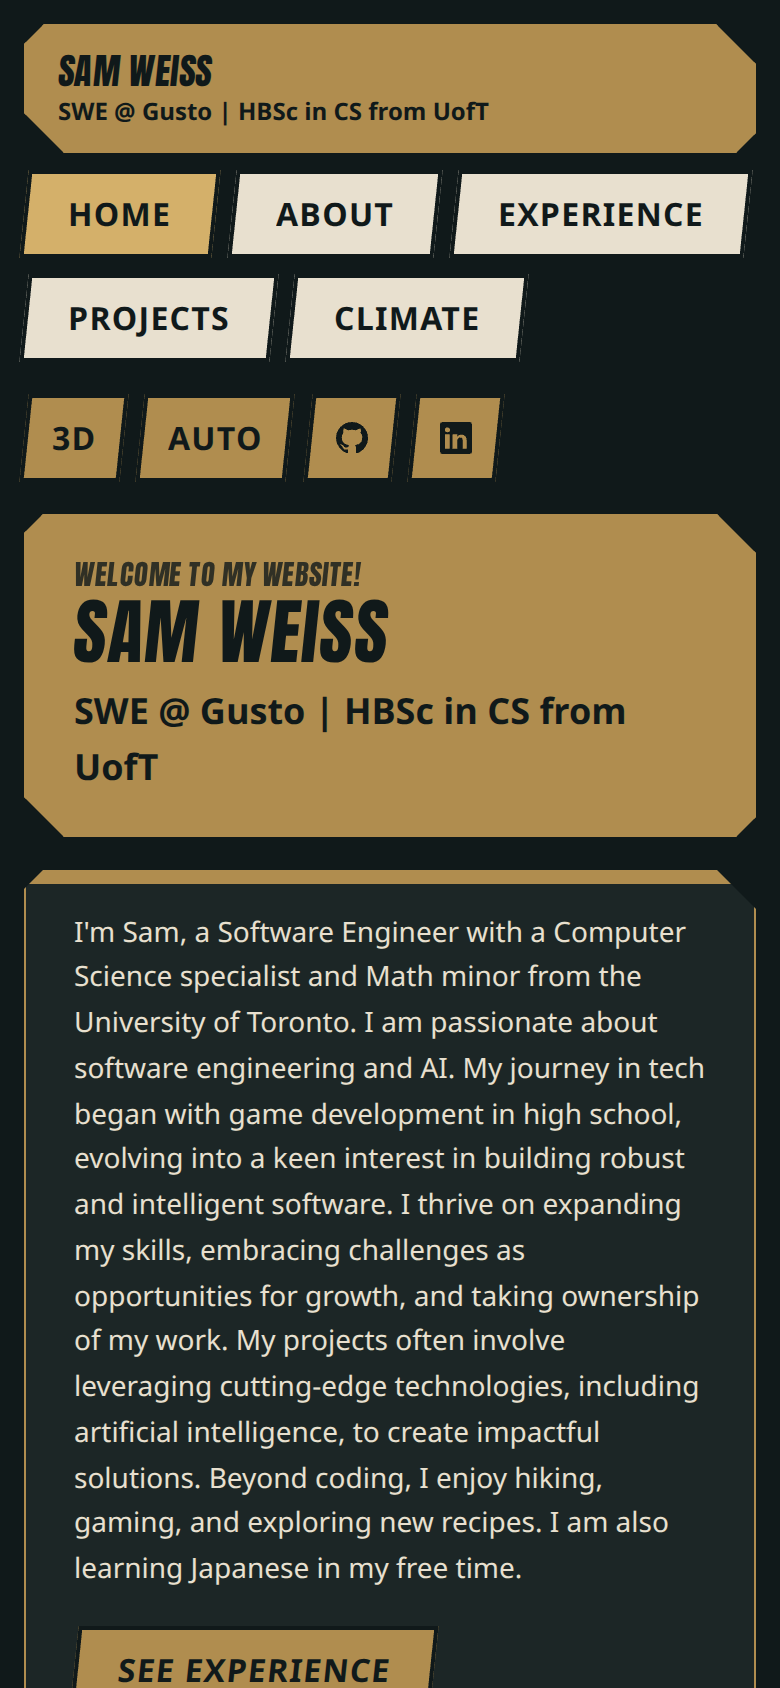 SAM WEISS
SWE @ Gusto | HBSc in CS from UofT
HOME ABOUT EXPERIENCE
PROJECTS CLIMATE
3D AUTO in
WELCOME TO MY WEBSITE!
SAM WEISS
SWE @ Gusto | HBSc in CS from
UofT
I'm Sam, a Software Engineer with a Computer
Science specialist and Math minor from the
University of Toronto. I am passionate about
software engineering and AI. My journey in tech
began with game development in high school,
evolving into a keen interest in building robust
and intelligent software. I thrive on expanding
my skills, embracing challenges as
opportunities for growth, and taking ownership
of my work. My projects often involve
leveraging cutting-edge technologies, including
artificial intelligence, to create impactful
solutions. Beyond coding, I enjoy hiking,
gaming, and exploring new recipes. I am also
learning Japanese in my free time.
SEE EXPERIENCE